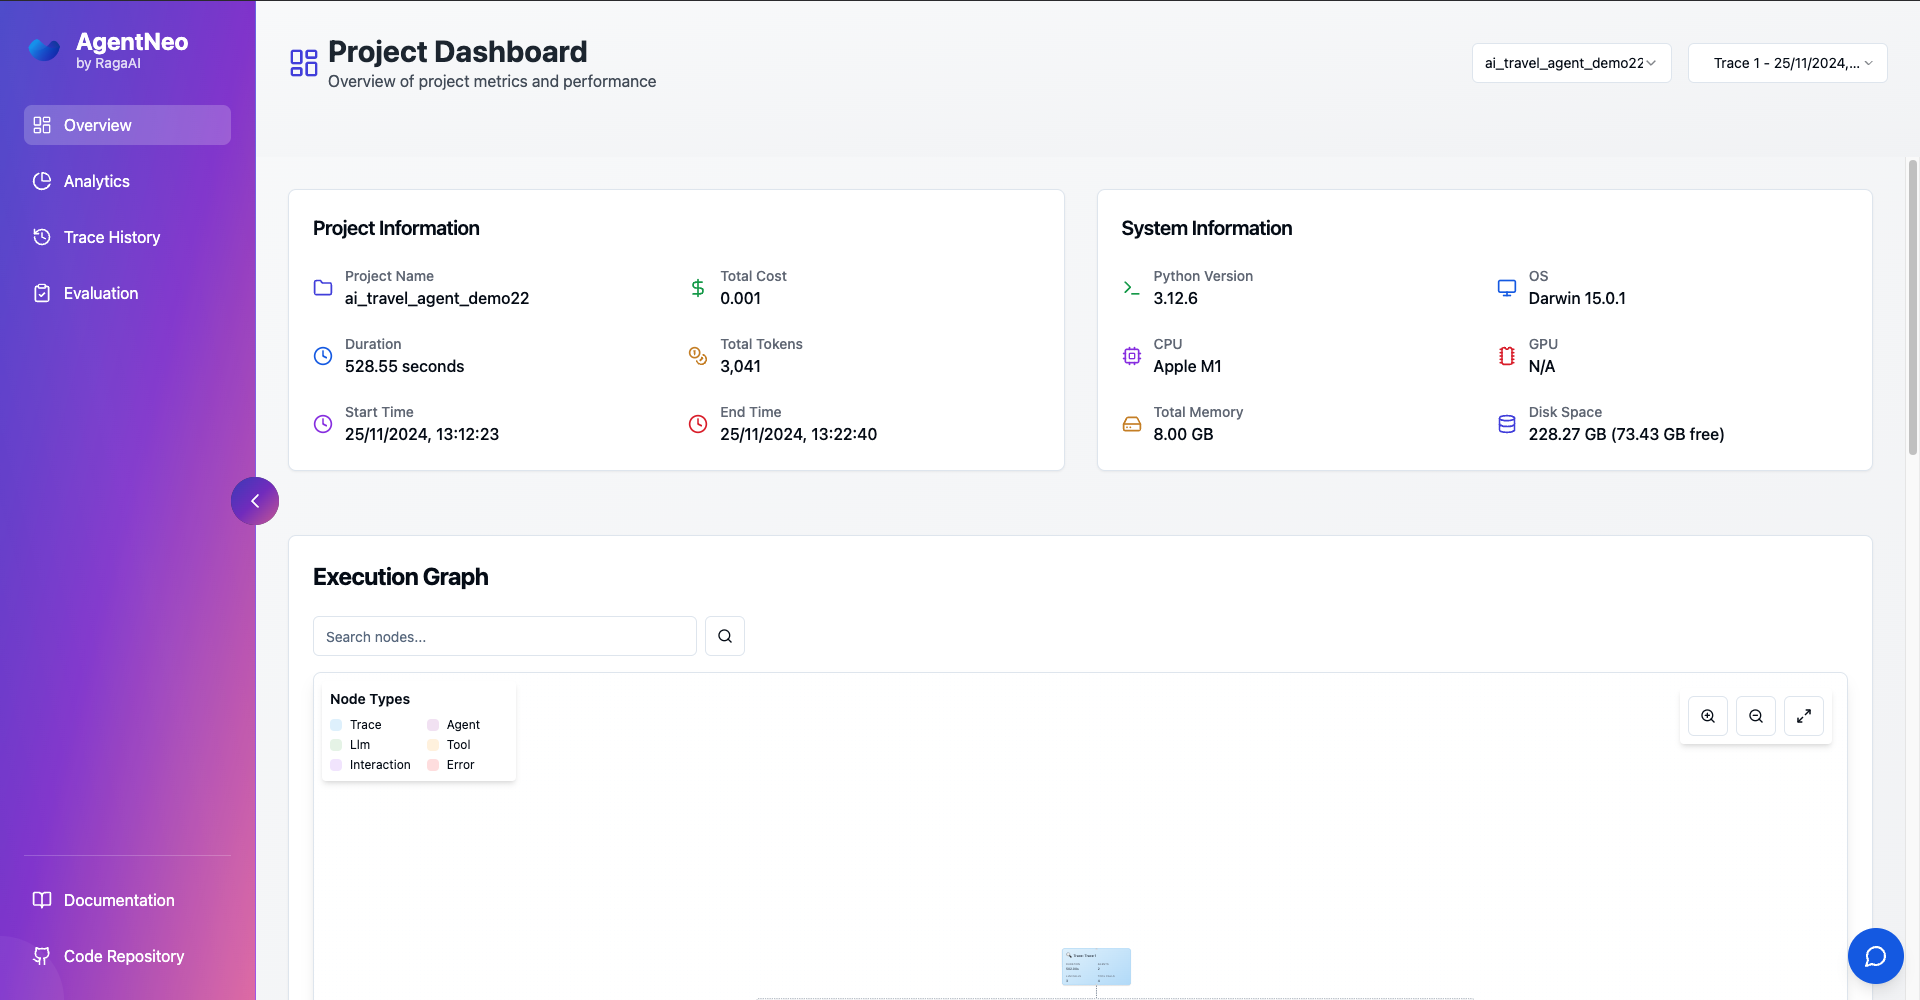 AgentNeo
by RagaAI
Overview
Analytics
Trace History
Evaluation
Documentation
Code Repository
Project Dashboard
Overview of project metrics and performance
ai_travel_agent_demo22
Trace 1 - 25/11/2024,...
Project Information
Project Name
ai_travel_agent_demo22
Total Cost
0.001
Duration
528.55 seconds
Total Tokens
3,041
Start Time
25/11/2024, 13:12:23
End Time
25/11/2024, 13:22:40
System Information
Python Version
3.12.6
OS
Darwin 15.0.1
CPU
Apple M1
GPU
N/A
Total Memory
8.00 GB
Disk Space
228.27 GB (73.43 GB free)
Execution Graph
Search nodes...
Node Types
Trace
Agent
Llm
Tool
Interaction
Error
Trace: Trace 1